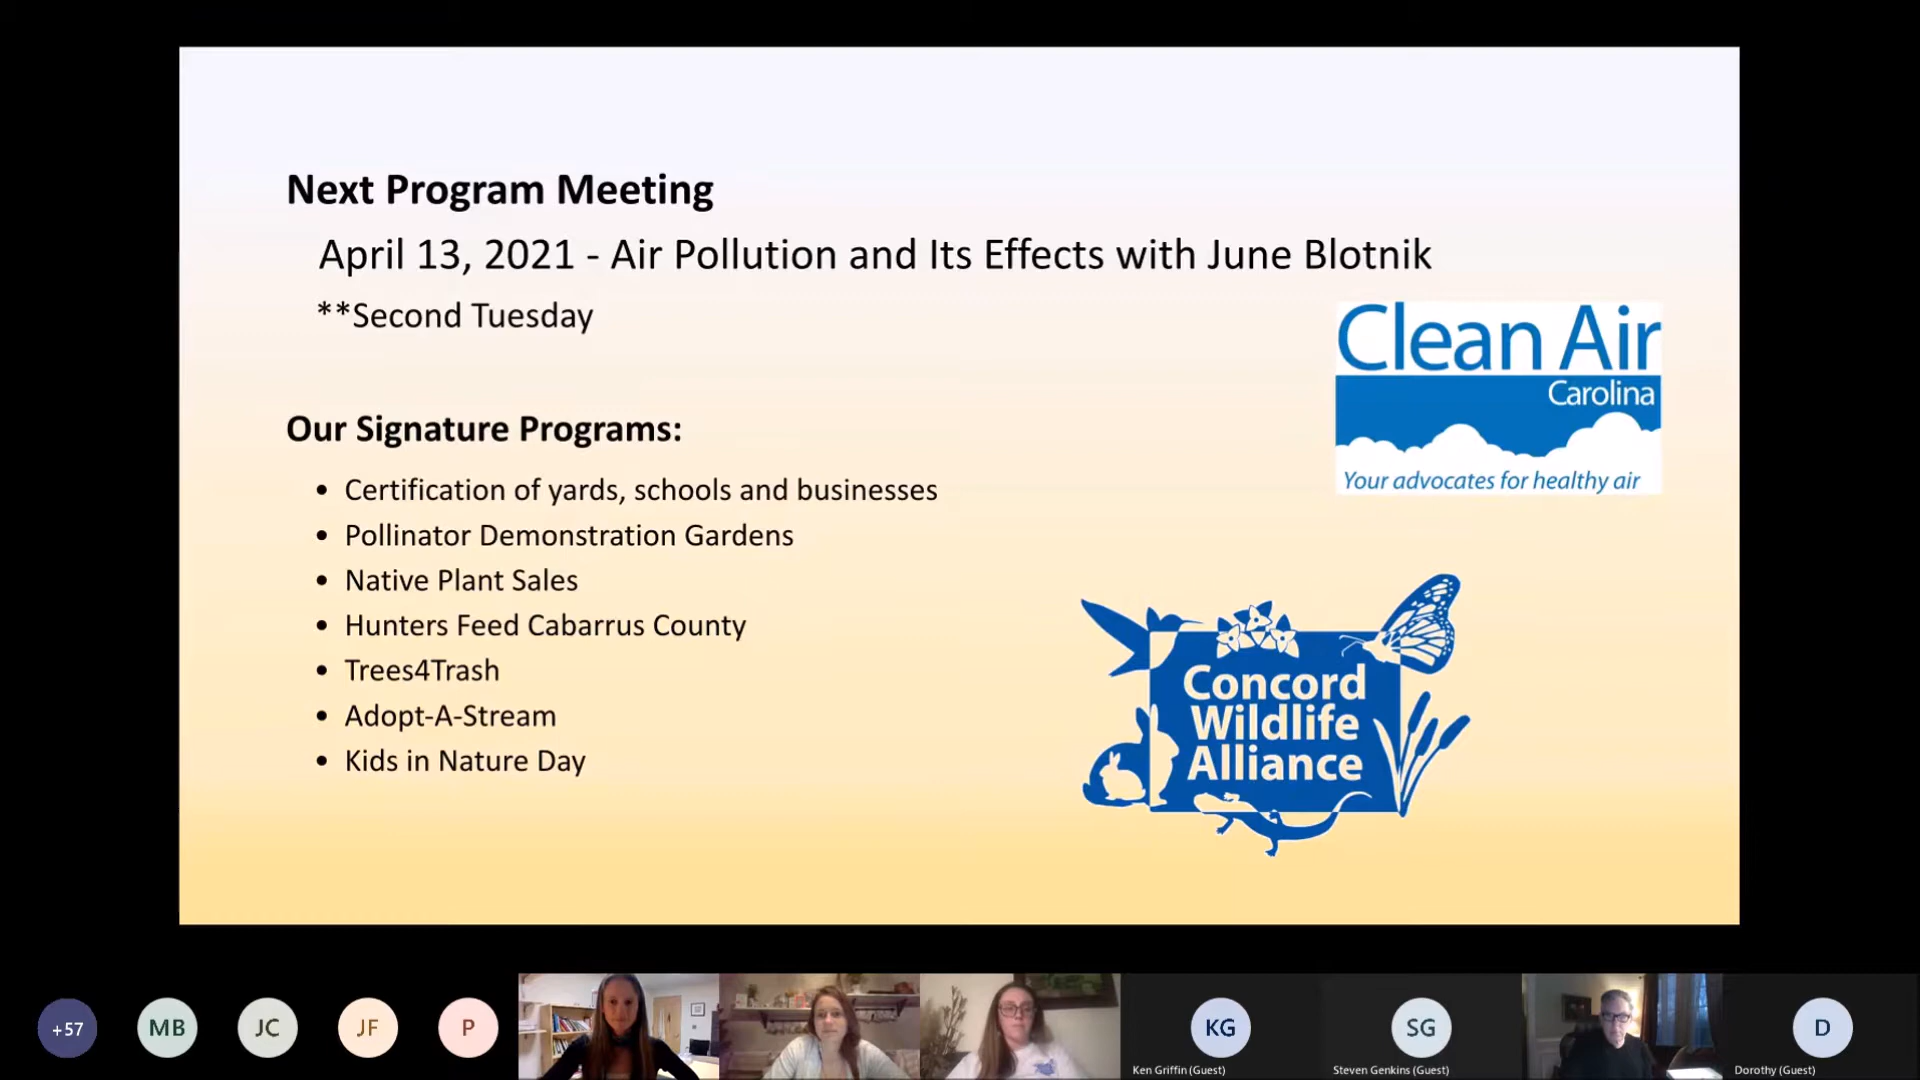 Next Program Meeting
April 13, 2021 - Air Pollution and Its Effects with June Blotnik
**Second Tuesday
Clean Air
Carolina
Your advocates for healthy air
Our Signature Programs:
• Certification of yards, schools and businesses
• Pollinator Demonstration Gardens
• Native Plant Sales
• Hunters Feed Cabarrus County
• Trees4Trash
• Adopt-A-Stream
• Kids in Nature Day
Concord
Wildlife
Alliance
+57
MB
JC
JF
P
KG
Ken Griffin (Guest)
SG
Steven Genkins (Guest)
D
Dorothy (Guest)